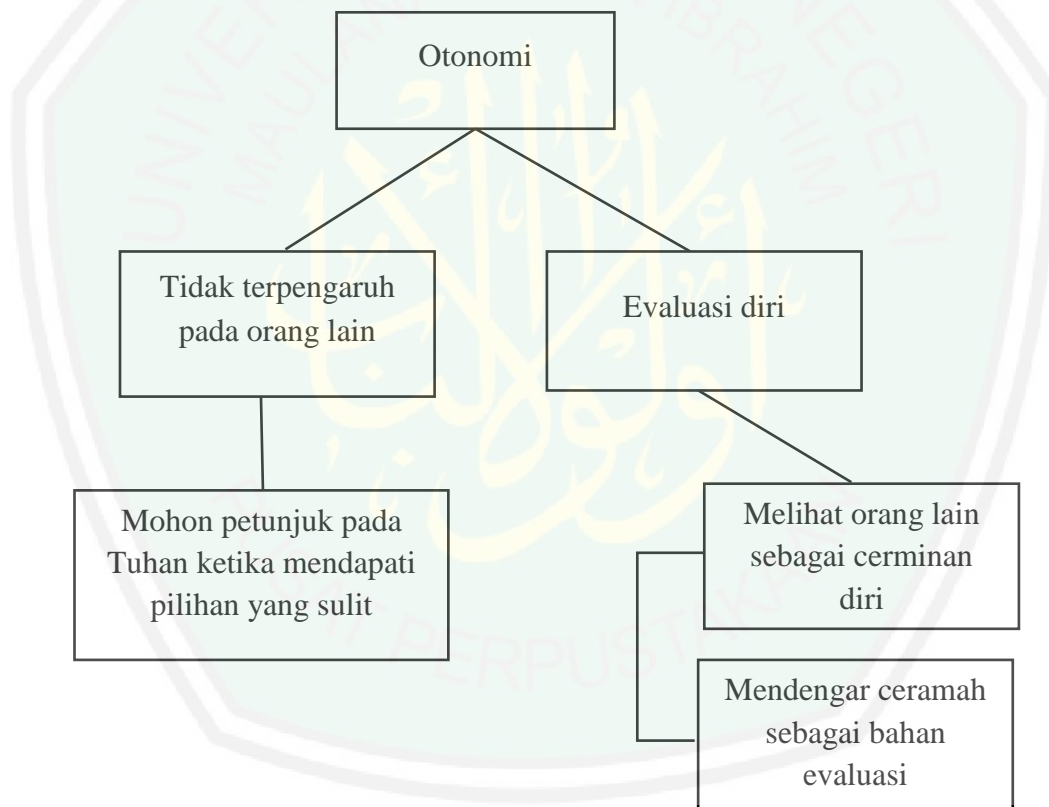 Otonomi
Tidak terpengaruh
pada orang lain
Evaluasi diri
Mohon petunjuk pada
Tuhan ketika mendapati
pilihan yang sulit
Melihat orang lain
sebagai cerminan
diri
Mendengar ceramah
sebagai bahan
evaluasi